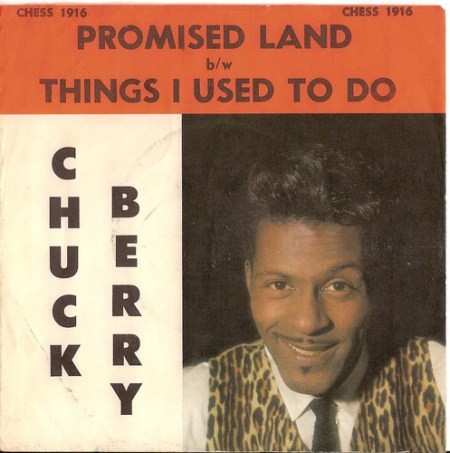 CHESS 1916
CHESS 1916
PROMISED LAND
b/w
THINGS I USED TO DO
CHUCK
BERRY